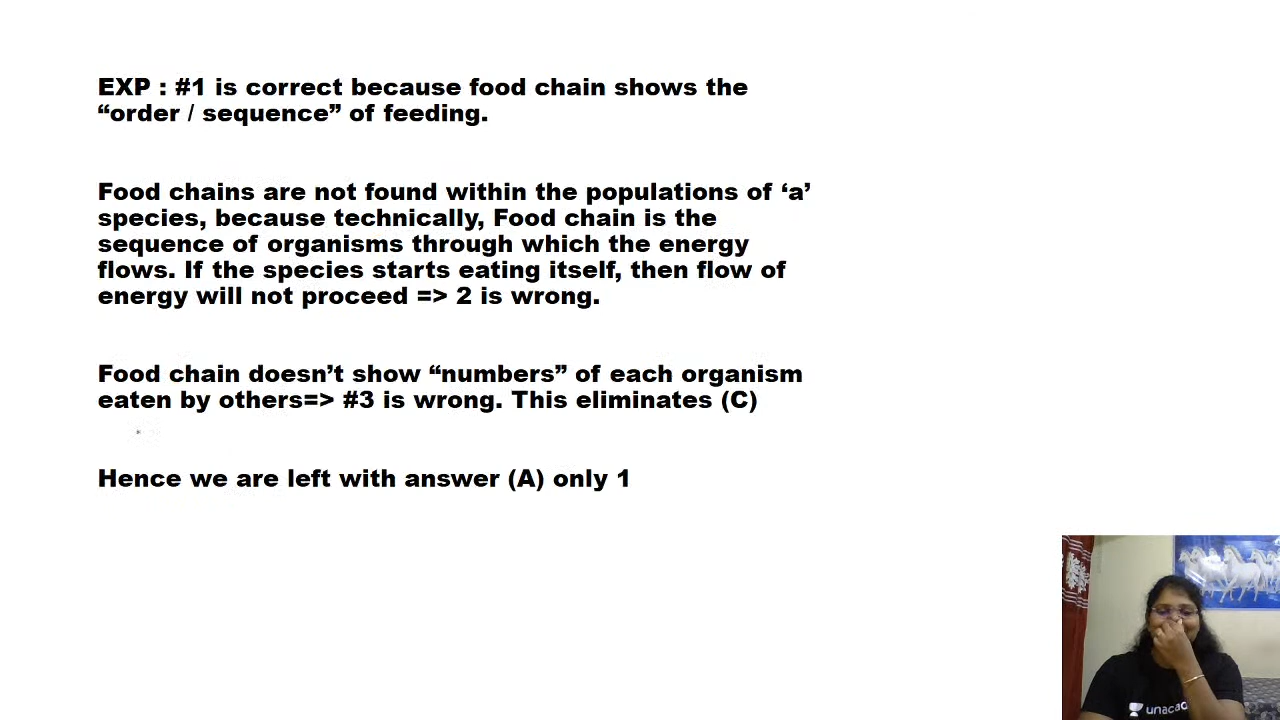 EXP : #1 is correct because food chain shows the
“order / sequence” of feeding.
Food chains are not found within the populations of ‘a’
species, because technically, Food chain is the
sequence of organisms through which the energy
flows. If the species starts eating itself, then flow of
energy will not proceed => 2 is wrong.
Food chain doesn’t show “numbers” of each organism
eaten by others=> #3 is wrong. This eliminates (C)
Hence we are left with answer (A) only 1